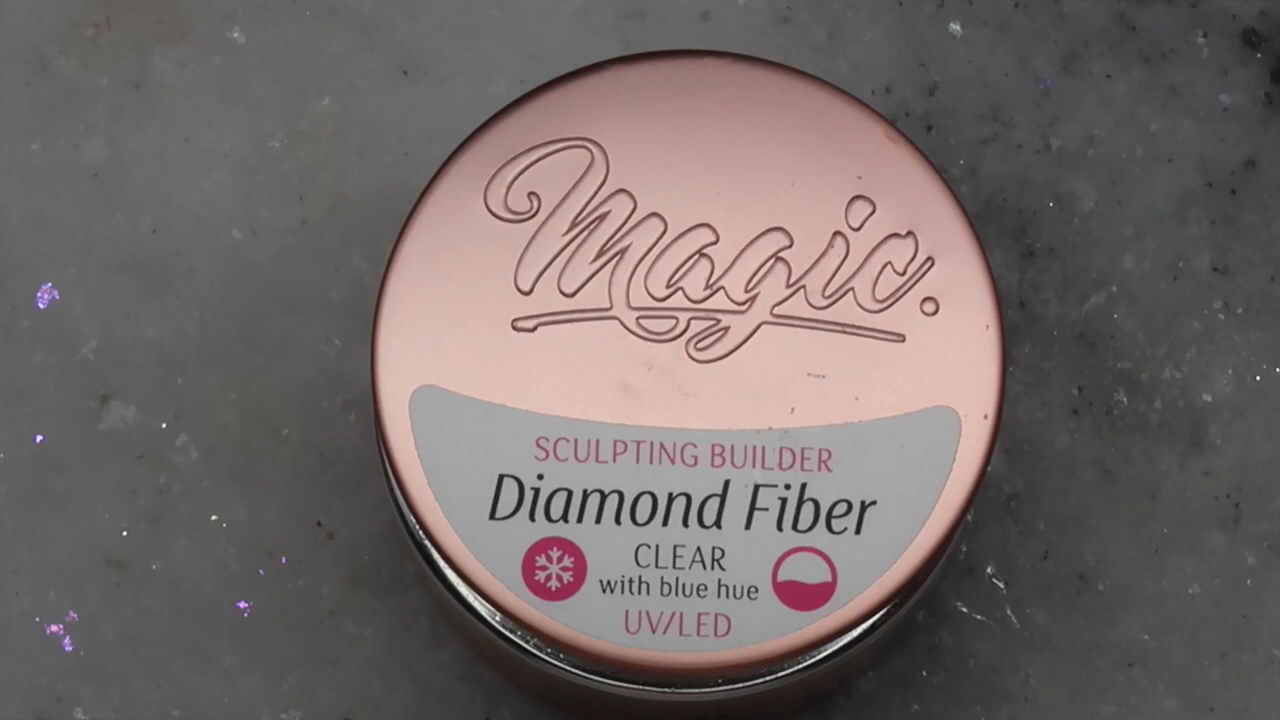 Magic.
SCULPTING BUILDER
Diamond Fiber
CLEAR
with blue hue
UV/LED